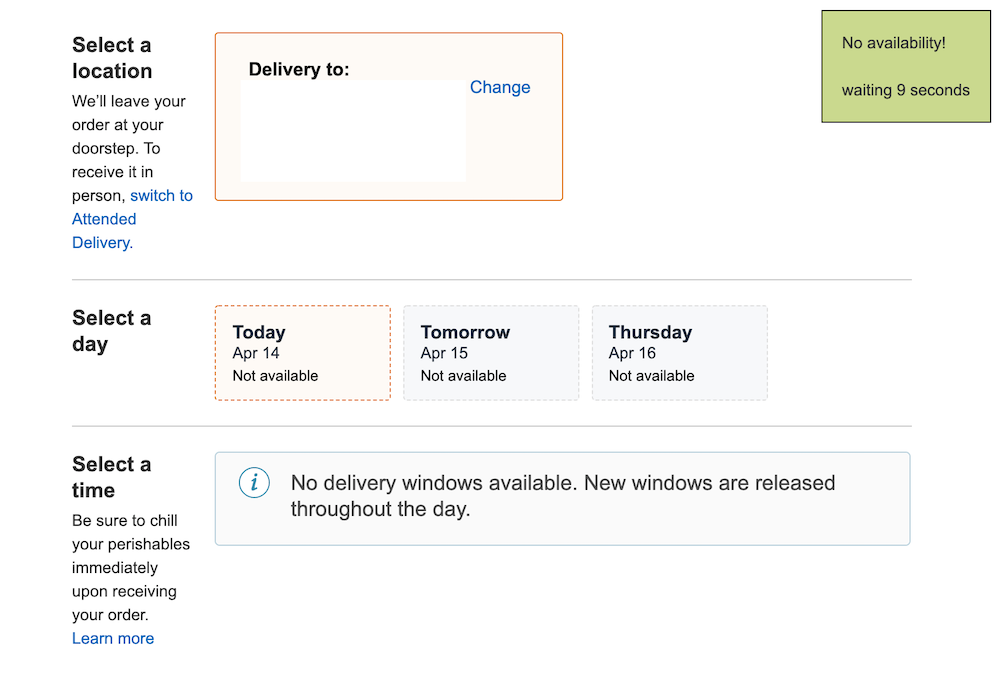 Select a
location
We'll leave your
order at your
doorstep. To
receive it in
person, switch to
Attended
Delivery.
Delivery to:
Change
No availability!
waiting 9 seconds
Select a
day
Today
Apr 14
Not available
Tomorrow
Apr 15
Not available
Thursday
Apr 16
Not available
Select a
time
Be sure to chill
your perishables
immediately
upon receiving
your order.
Learn more
i
No delivery windows available. New windows are released
throughout the day.